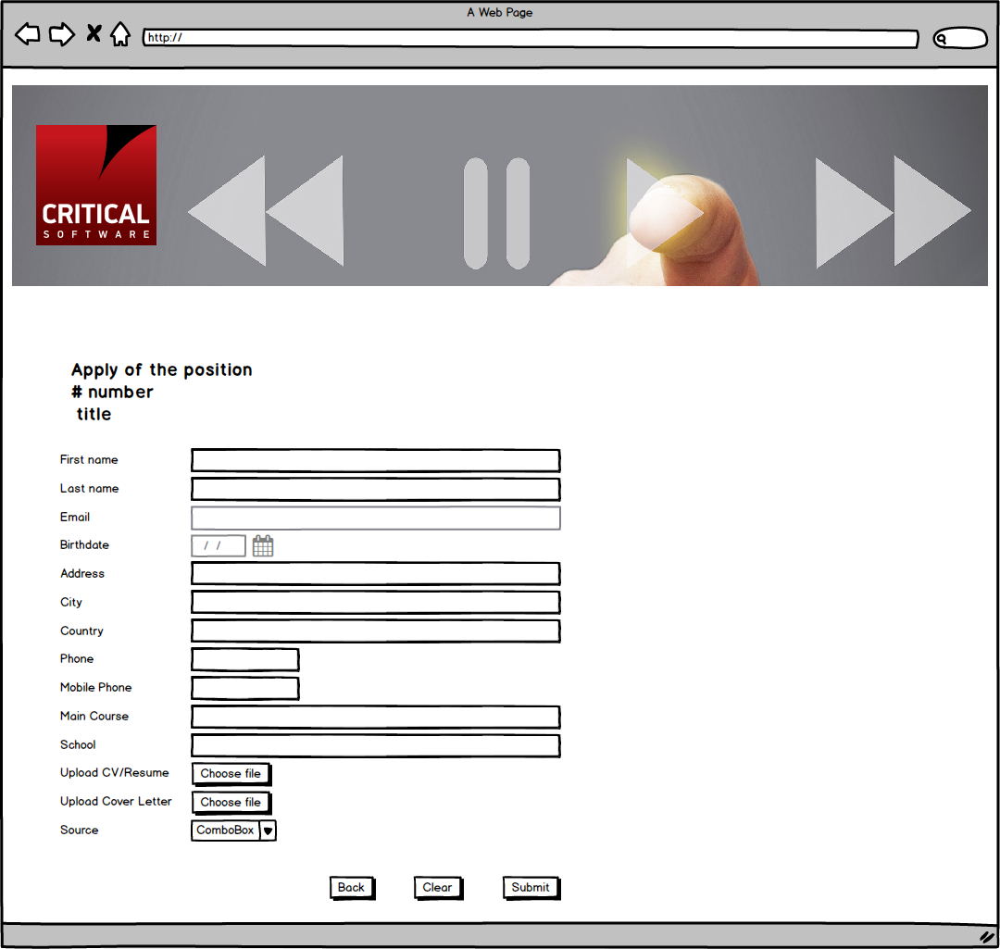 A Web Page
http://
CRITICAL
SOFTWARE
Apply of the position
# number
title
First name
Last name
Email
Birthdate / /
Address
City
Country
Phone
Mobile Phone
Main Course
School
Upload CV/Resume Choose file
Upload Cover Letter Choose file
Source ComboBox
Back Clear Submit